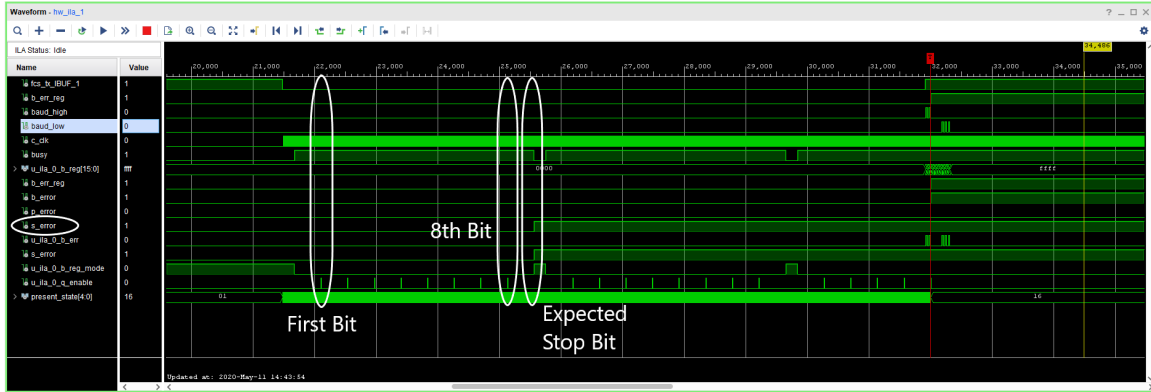 Waveform - hw_ila_1
ILA Status: Idle
Name Value
34,486
20,000 21,000 22,000 23,000 24,000 25,000 26,000 27,000 28,000 29,000 30,000 31,000 32,000 33,000 34,000 35,000
fcs_tx_IBUF_1 1
b_err_reg 1
baud_high 0
baud_low 0
c_clk 0
busy 1
u_ila_0_b_reg[15:0] ffff 0000 ffff
b_err_reg 1
b_error 1
p_error 0
s_error 1
u_ila_0_b_err 0
s_error 1
u_ila_0_b_reg_mode 0
u_ila_0_q_enable 0
present_state[4:0] 16 01 16
8th Bit
First Bit
Expected
Stop Bit
Updated at: 2020-May-11 14:43:54